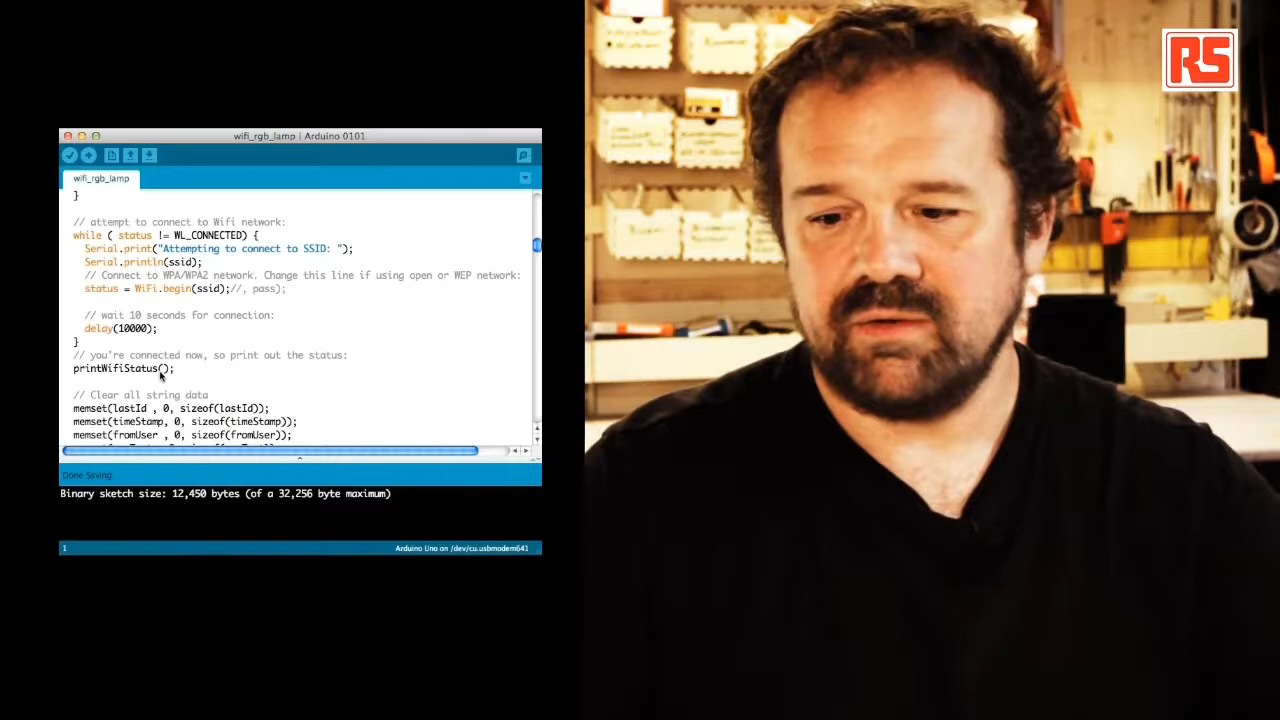 RS
wifi_rgb_lamp | Arduino 0101
wifi_rgb_lamp
}
// attempt to connect to Wifi network:
while ( status != WL_CONNECTED) {
Serial.print("Attempting to connect to SSID: ");
Serial.println(ssid);
// Connect to WPA/WPA2 network. Change this line if using open or WEP network:
status = WiFi.begin(ssid);//, pass);
// wait 10 seconds for connection:
delay(10000);
}
// you're connected now, so print out the status:
printWifiStatus();
// Clear all string data
memset(lastId , 0, sizeof(lastId));
memset(timeStamp, 0, sizeof(timeStamp));
memset(fromUser , 0, sizeof(fromUser));
Done Saving.
Binary sketch size: 12,450 bytes (of a 32,256 byte maximum)
1
Arduino Uno on /dev/cu.usbmodem641